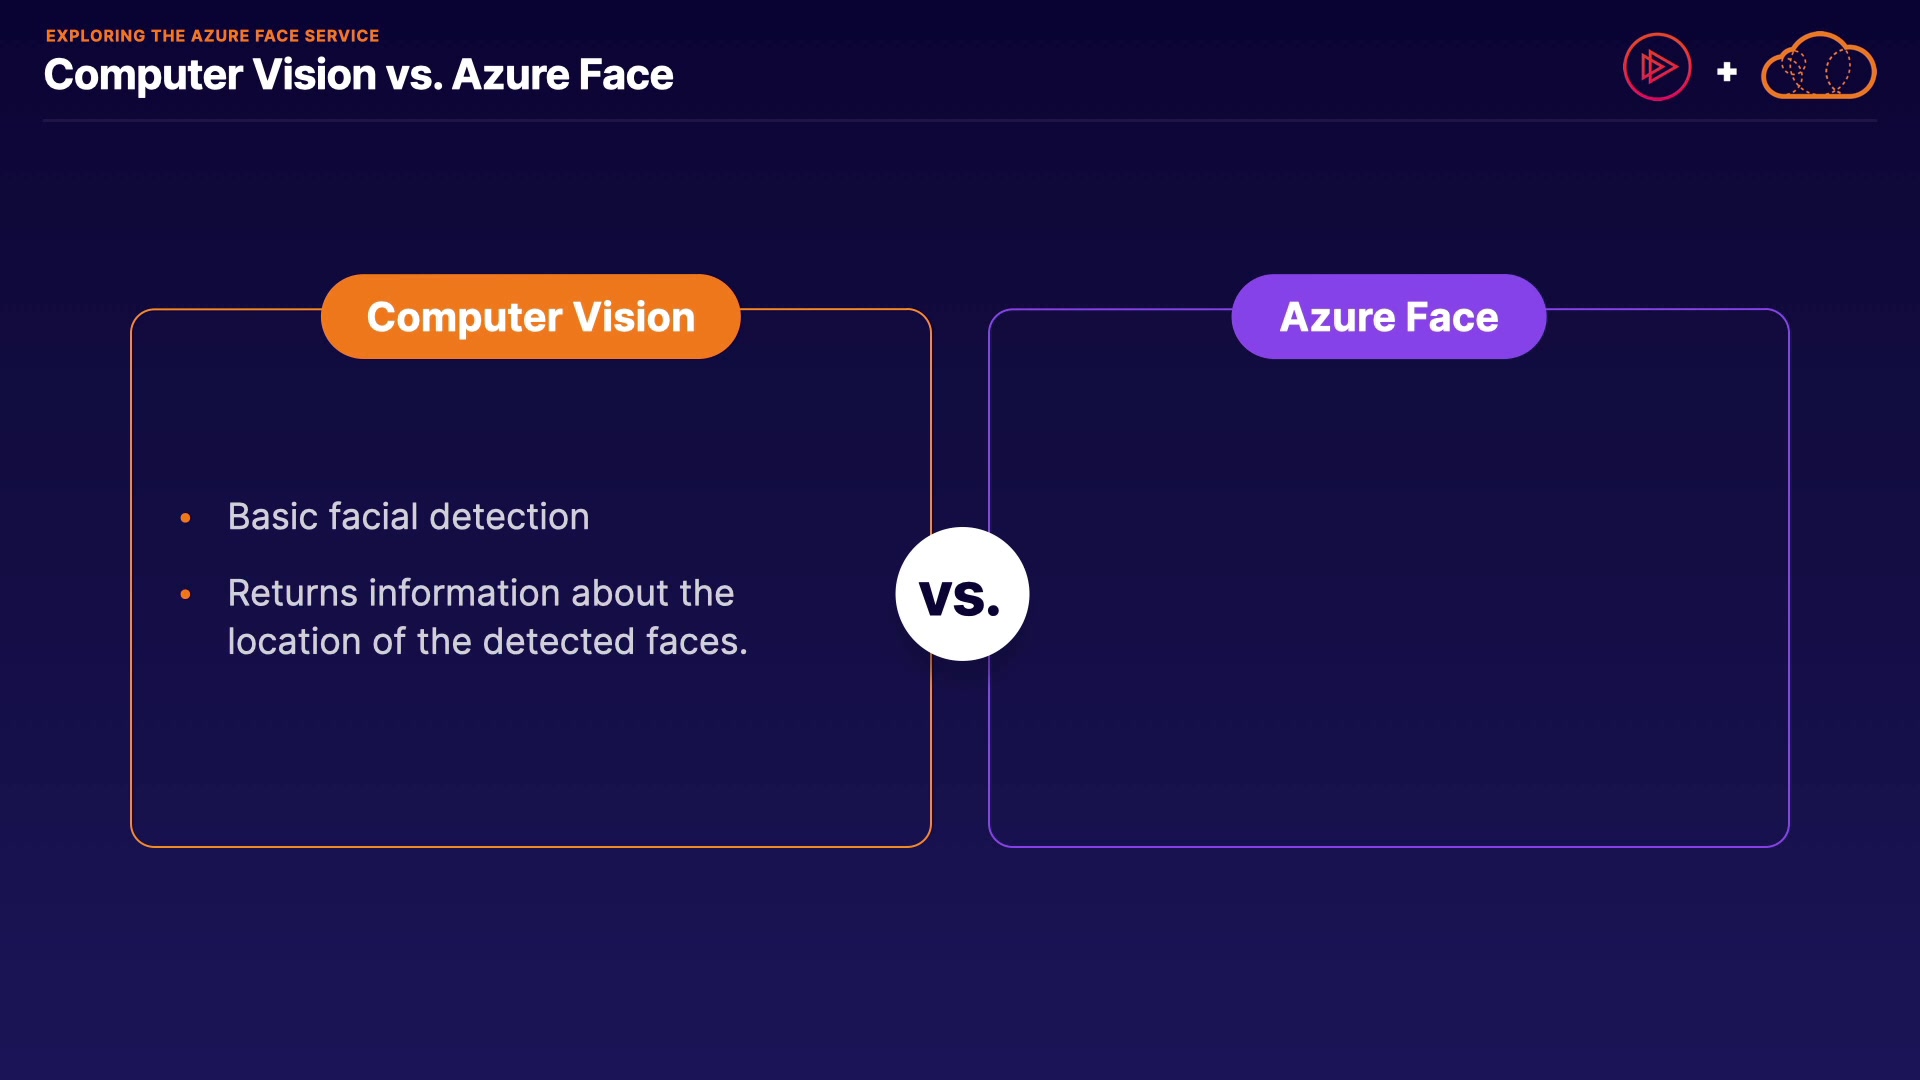 EXPLORING THE AZURE FACE SERVICE
Computer Vision vs. Azure Face
+
Computer Vision
• Basic facial detection
• Returns information about the
location of the detected faces.
vs.
Azure Face